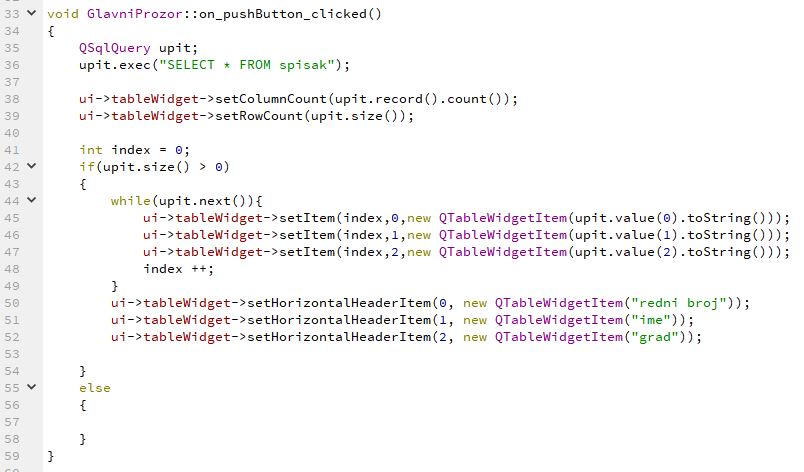 33 void GlavniProzor::on_pushButton_clicked()
34 {
35     QSqlQuery upit;
36     upit.exec("SELECT * FROM spisak");
37
38     ui->tableWidget->setColumnCount(upit.record().count());
39     ui->tableWidget->setRowCount(upit.size());
40
41     int index = 0;
42     if(upit.size() > 0)
43     {
44         while(upit.next()){
45             ui->tableWidget->setItem(index,0,new QTableWidgetItem(upit.value(0).toString()));
46             ui->tableWidget->setItem(index,1,new QTableWidgetItem(upit.value(1).toString()));
47             ui->tableWidget->setItem(index,2,new QTableWidgetItem(upit.value(2).toString()));
48             index ++;
49         }
50         ui->tableWidget->setHorizontalHeaderItem(0, new QTableWidgetItem("redni broj"));
51         ui->tableWidget->setHorizontalHeaderItem(1, new QTableWidgetItem("ime"));
52         ui->tableWidget->setHorizontalHeaderItem(2, new QTableWidgetItem("grad"));
53
54     }
55     else
56     {
57
58     }
59 }